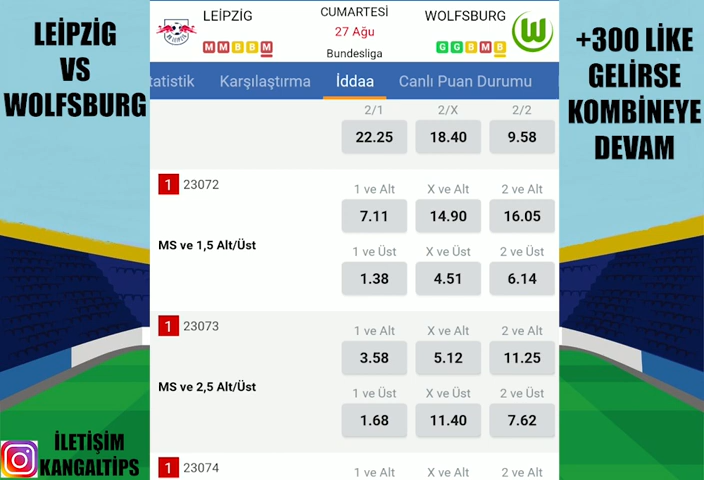 LEİPZİG
VS
WOLFSBURG
LEİPZİG
M M B B M
CUMARTESİ
27 Ağu
Bundesliga
WOLFSBURG
G G B M B
+300 LİKE
GELİRSE
KOMBİNEYE
DEVAM
tatistik Karşılaştırma İddaa Canlı Puan Durumu
2/1 2/X 2/2
22.25 18.40 9.58
1 23072
1 ve Alt X ve Alt 2 ve Alt
7.11 14.90 16.05
MS ve 1,5 Alt/Üst
1 ve Üst X ve Üst 2 ve Üst
1.38 4.51 6.14
1 23073
1 ve Alt X ve Alt 2 ve Alt
3.58 5.12 11.25
MS ve 2,5 Alt/Üst
1 ve Üst X ve Üst 2 ve Üst
1.68 11.40 7.62
1 23074
1 ve Alt X ve Alt 2 ve Alt
İLETİŞİM
KANGALTİPS